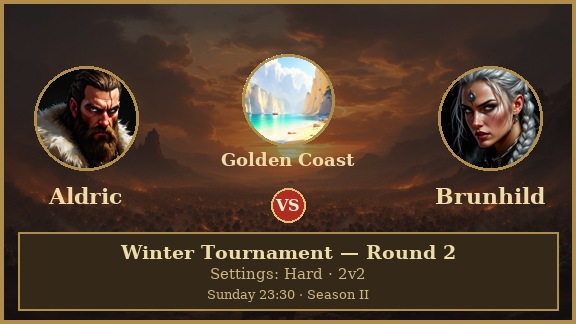 Golden Coast
Aldric
VS
Brunhild
Winter Tournament — Round 2
Settings: Hard · 2v2
Sunday 23:30 · Season II